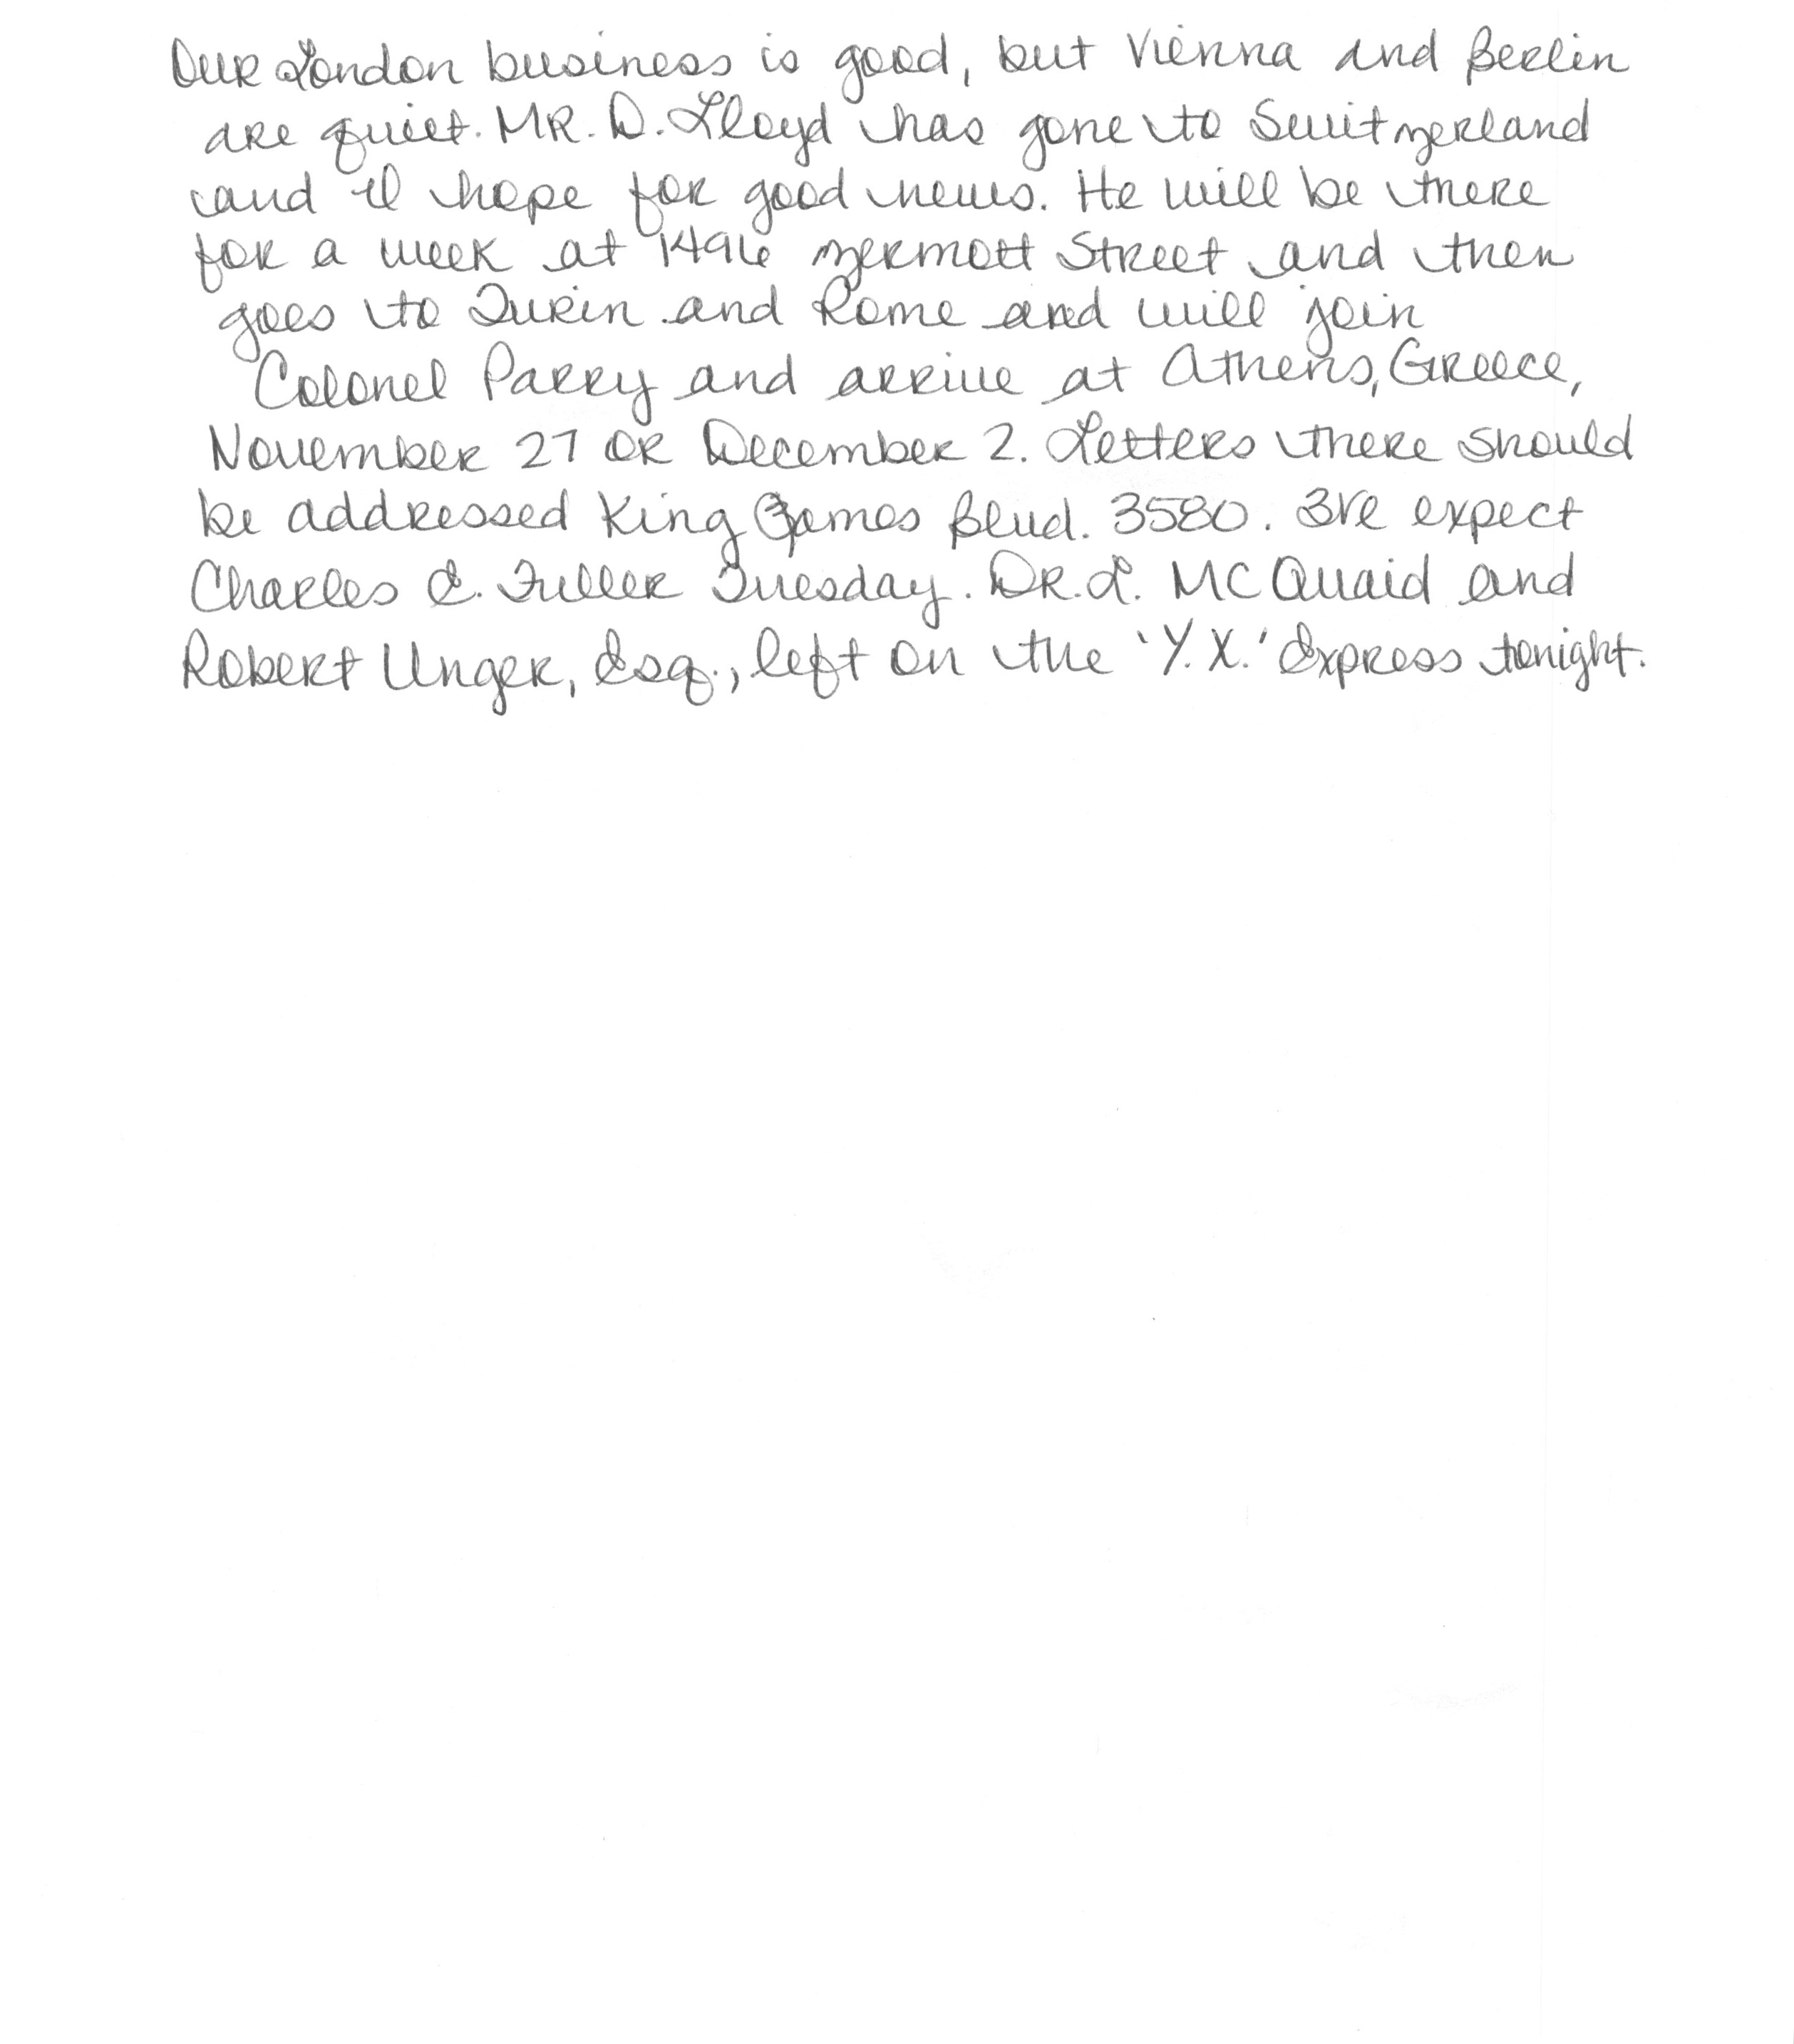 Our London business is good, but Vienna and Berlin
are quiet. Mr. D. Lloyd has gone to Switzerland
and I hope for good news. He will be there
for a week at 1496 Zermott Street and then
goes to Turin and Rome and will join
Colonel Parry and arrive at Athens, Greece,
November 27 or December 2. Letters there should
be addressed King James Blvd. 3580. We expect
Charles E. Fuller Tuesday. Dr. L. McQuaid and
Robert Unger, Esq., left on the 'Y.X.' Express tonight.